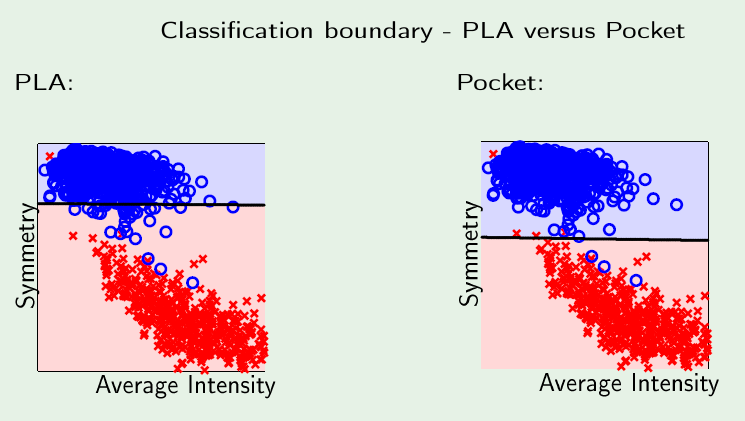 Classification boundary - PLA versus Pocket
PLA:
Pocket:
Symmetry
Average Intensity
Symmetry
Average Intensity